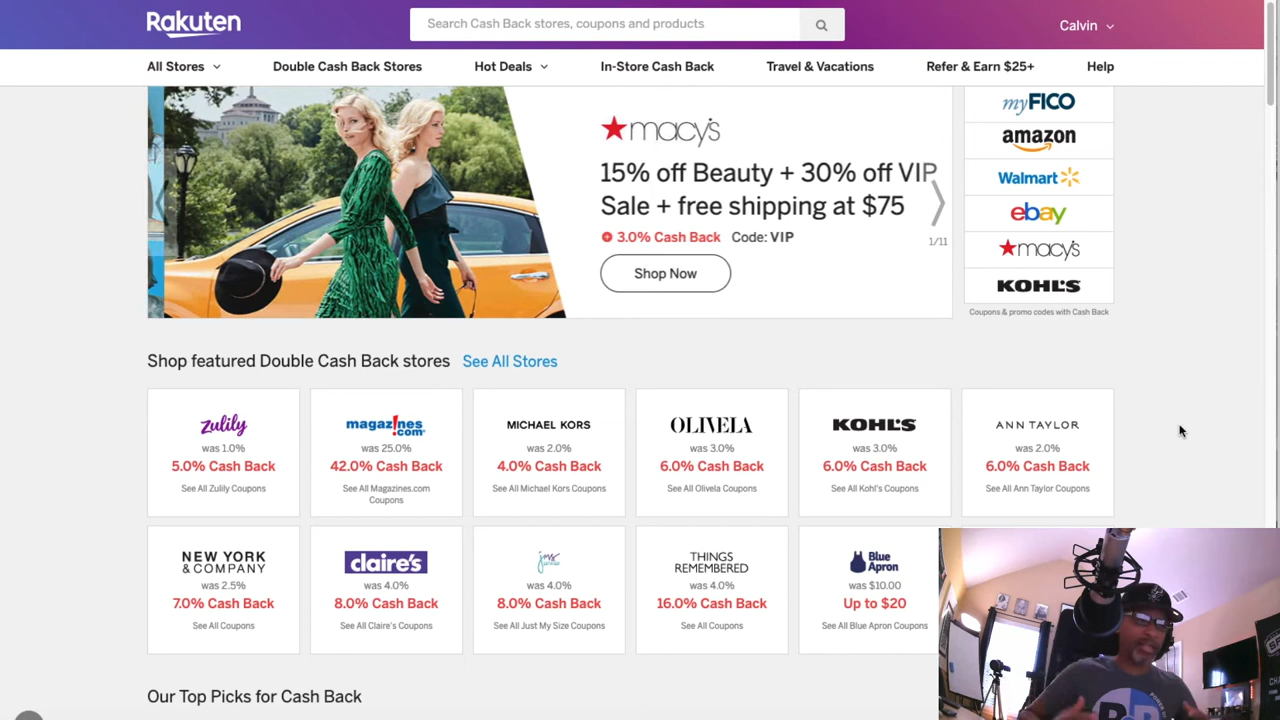 Rakuten
Search Cash Back stores, coupons and products
Calvin
All Stores
Double Cash Back Stores
Hot Deals
In-Store Cash Back
Travel & Vacations
Refer & Earn $25+
Help
macy's
15% off Beauty + 30% off VIP
Sale + free shipping at $75
3.0% Cash Back Code: VIP
Shop Now
1/11
myFICO
amazon
Walmart
ebay
macy's
KOHL'S
Coupons & promo codes with Cash Back
Shop featured Double Cash Back stores See All Stores
zulily
was 1.0%
5.0% Cash Back
See All Zulily Coupons
magaz!nes.com
was 25.0%
42.0% Cash Back
See All Magazines.com
Coupons
MICHAEL KORS
was 2.0%
4.0% Cash Back
See All Michael Kors Coupons
OLIVELA
was 3.0%
6.0% Cash Back
See All Olivela Coupons
KOHL'S
was 3.0%
6.0% Cash Back
See All Kohl's Coupons
ANN TAYLOR
was 2.0%
6.0% Cash Back
See All Ann Taylor Coupons
NEW YORK
& COMPANY
was 2.5%
7.0% Cash Back
See All Coupons
claire's
was 4.0%
8.0% Cash Back
See All Claire's Coupons
was 4.0%
8.0% Cash Back
See All Just My Size Coupons
THINGS
REMEMBERED
was 4.0%
16.0% Cash Back
See All Coupons
Blue
Apron
was $10.00
Up to $20
See All Blue Apron Coupons
Our Top Picks for Cash Back